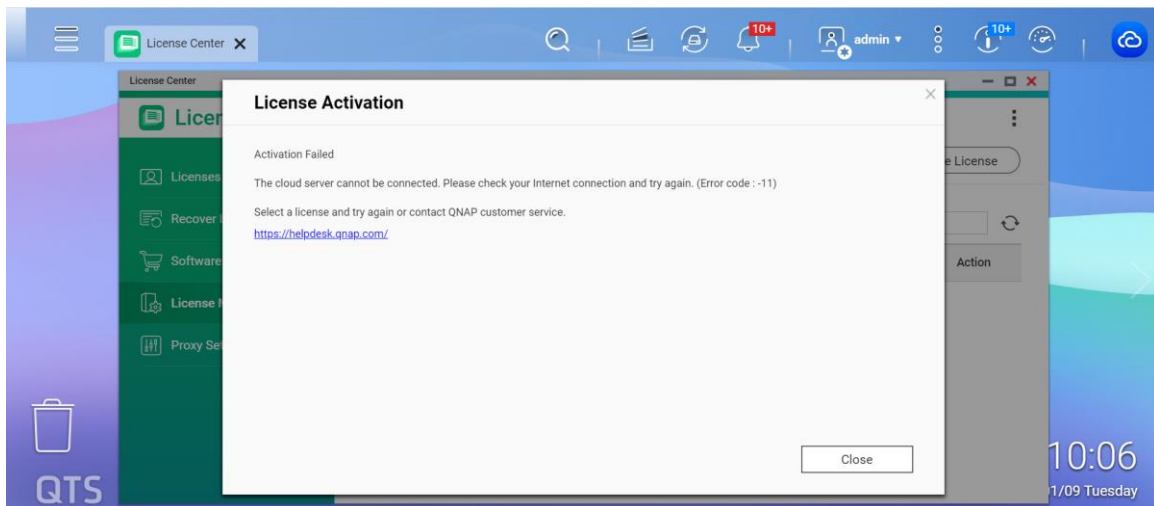 License Center
10+
admin
10+
License Center
License Activation
Activation Failed
e License
The cloud server cannot be connected. Please check your Internet connection and try again. (Error code : -11)
Licenses
Select a license and try again or contact QNAP customer service.
Recover
https://helpdesk.qnap.com/
Software
Action
License
Proxy Set
Close
10:06
QTS
1/09 Tuesday